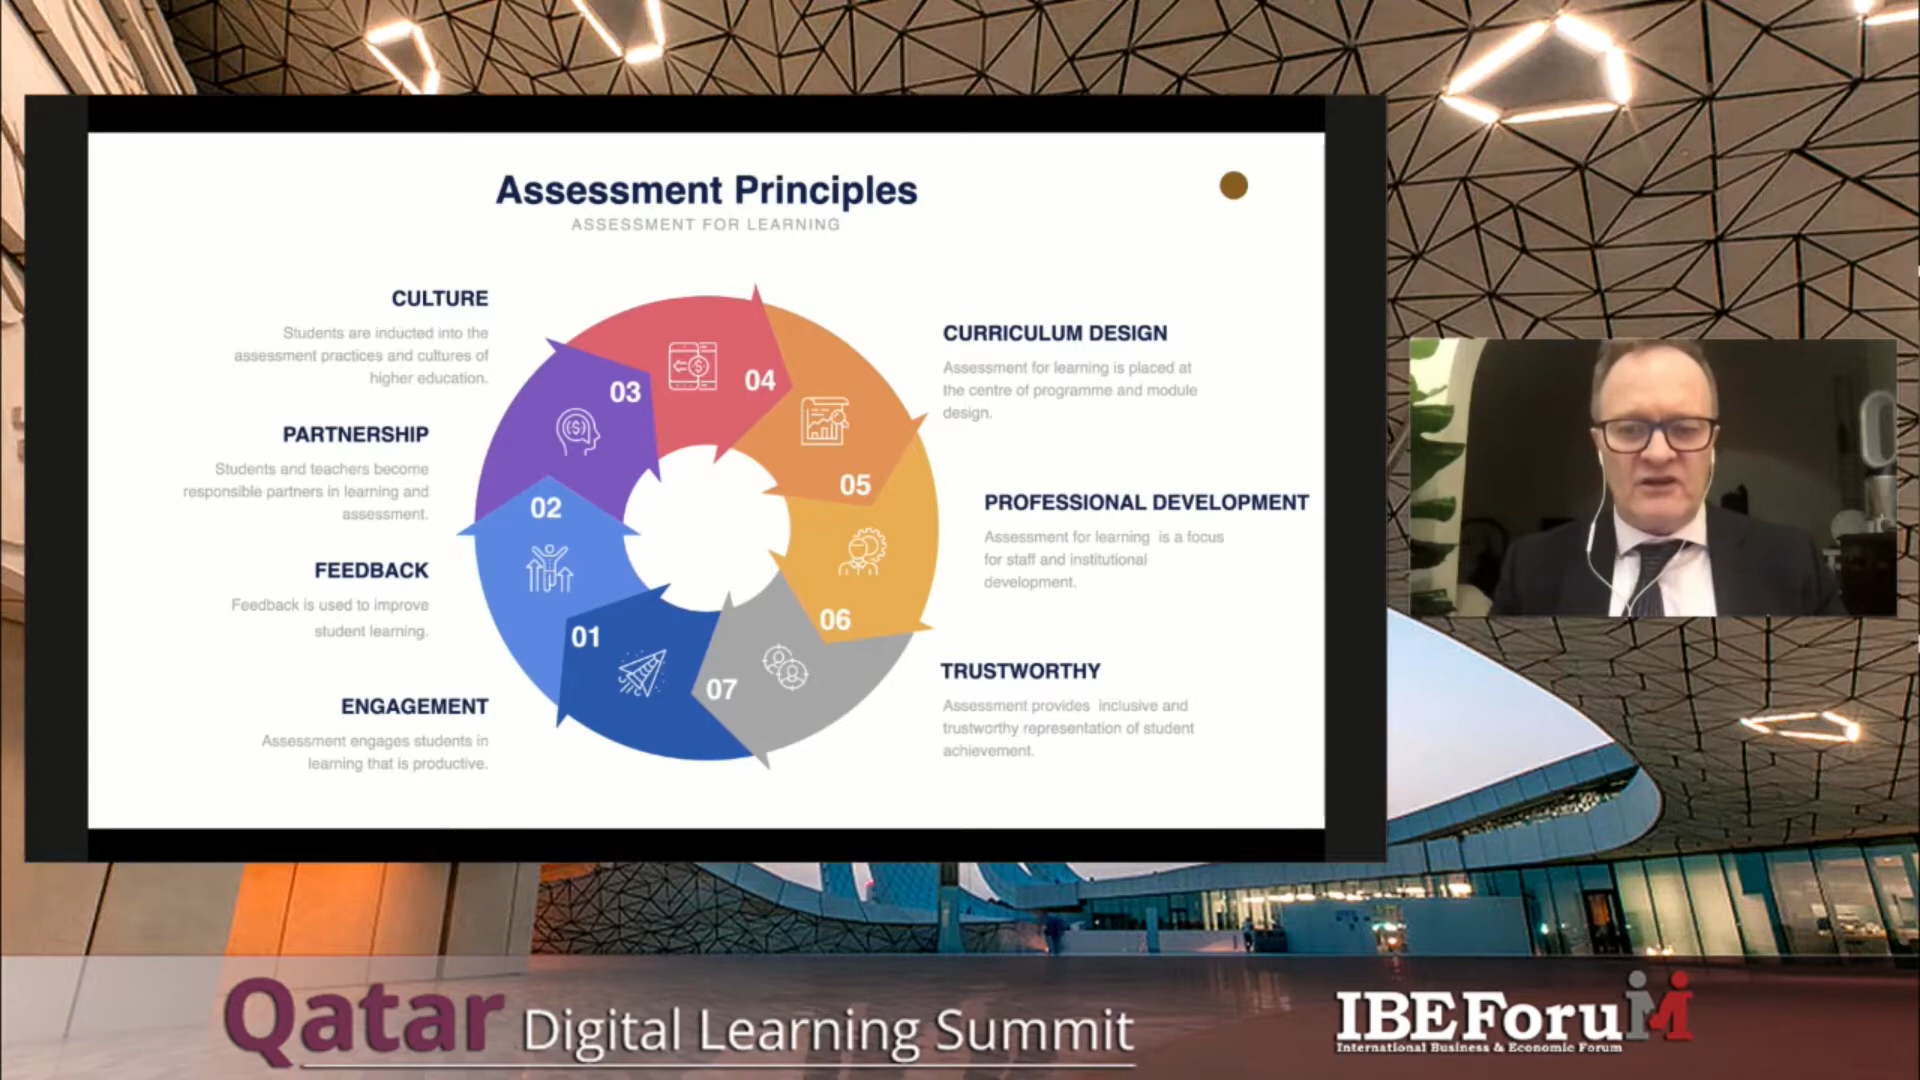 Assessment Principles
ASSESSMENT FOR LEARNING
CULTURE
Students are inducted into the
assessment practices and cultures of
higher education.
PARTNERSHIP
Students and teachers become
responsible partners in learning and
assessment.
FEEDBACK
Feedback is used to improve
student learning.
ENGAGEMENT
Assessment engages students in
learning that is productive.
03
04
02
05
01
06
07
CURRICULUM DESIGN
Assessment for learning is placed at
the centre of programme and module
design.
PROFESSIONAL DEVELOPMENT
Assessment for learning is a focus
for staff and institutional
development.
TRUSTWORTHY
Assessment provides inclusive and
trustworthy representation of student
achievement.
Qatar Digital Learning Summit
IBEForuM
International Business & Economic Forum